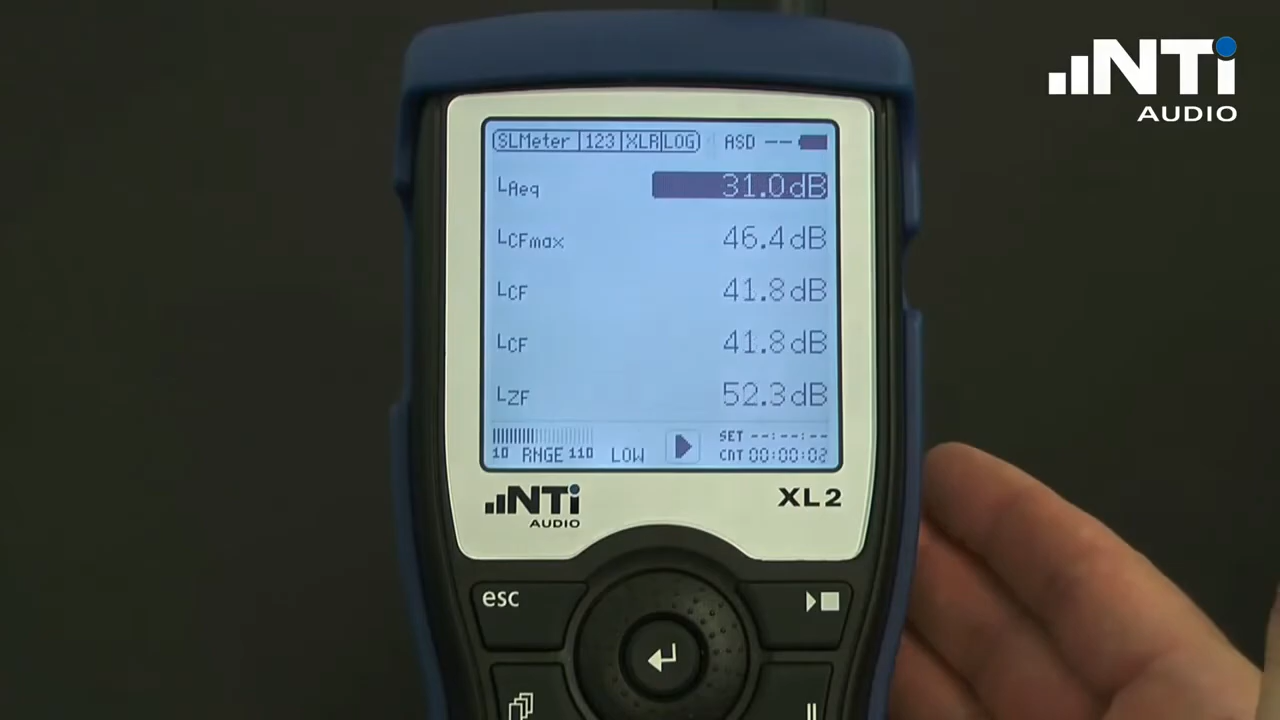 NTi
AUDIO
SLMeter 123 XLR LOG ASD --
LAeq 31.0dB
LCFmax 46.4dB
LCF 41.8dB
LCF 41.8dB
LZF 52.3dB
SET --:--:--
10 RNGE 110 LOW CNT 00:00:02
NTi
AUDIO
XL2
esc